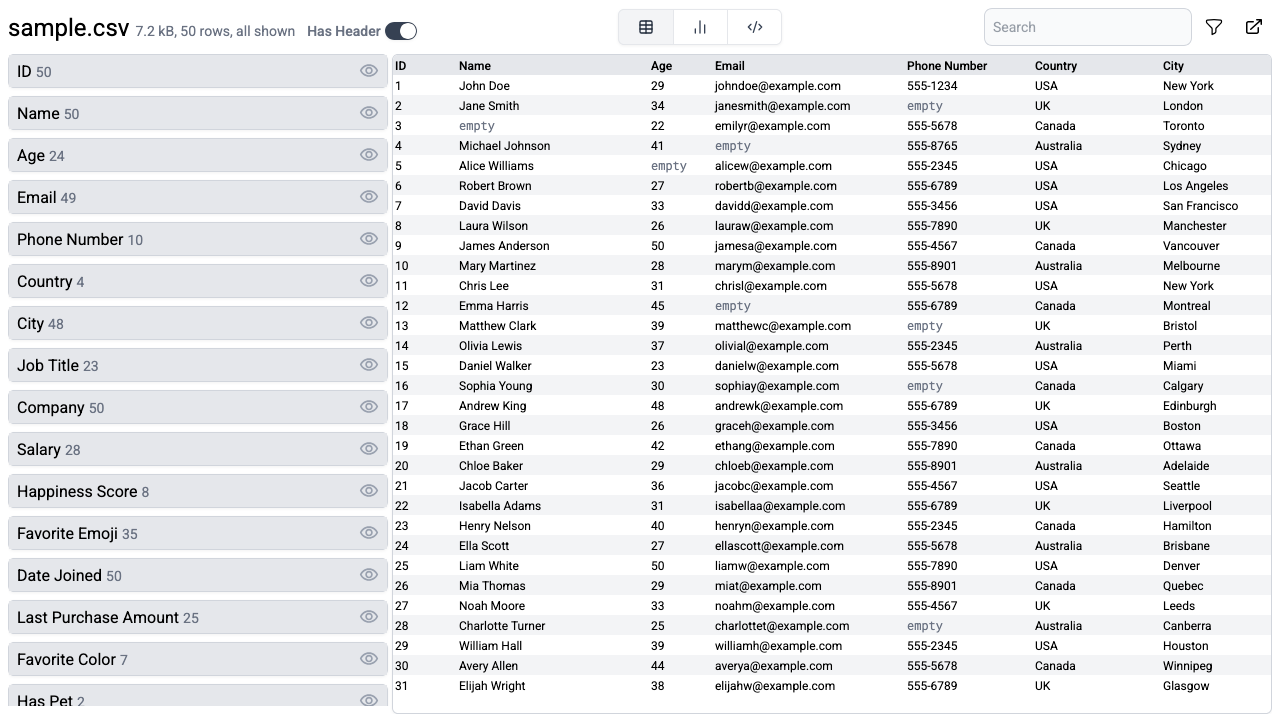 sample.csv 7.2 kB, 50 rows, all shown Has Header Search
ID 50
Name 50
Age 24
Email 49
Phone Number 10
Country 4
City 48
Job Title 23
Company 50
Salary 28
Happiness Score 8
Favorite Emoji 35
Date Joined 50
Last Purchase Amount 25
Favorite Color 7
Has Pet 2
ID Name Age Email Phone Number Country City
1 John Doe 29 johndoe@example.com 555-1234 USA New York
2 Jane Smith 34 janesmith@example.com empty UK London
3 empty 22 emilyr@example.com 555-5678 Canada Toronto
4 Michael Johnson 41 empty 555-8765 Australia Sydney
5 Alice Williams empty alicew@example.com 555-2345 USA Chicago
6 Robert Brown 27 robertb@example.com 555-6789 USA Los Angeles
7 David Davis 33 davidd@example.com 555-3456 USA San Francisco
8 Laura Wilson 26 lauraw@example.com 555-7890 UK Manchester
9 James Anderson 50 jamesa@example.com 555-4567 Canada Vancouver
10 Mary Martinez 28 marym@example.com 555-8901 Australia Melbourne
11 Chris Lee 31 chrisl@example.com 555-5678 USA New York
12 Emma Harris 45 empty 555-6789 Canada Montreal
13 Matthew Clark 39 matthewc@example.com empty UK Bristol
14 Olivia Lewis 37 olivial@example.com 555-2345 Australia Perth
15 Daniel Walker 23 danielw@example.com 555-5678 USA Miami
16 Sophia Young 30 sophiay@example.com empty Canada Calgary
17 Andrew King 48 andrewk@example.com 555-6789 UK Edinburgh
18 Grace Hill 26 graceh@example.com 555-3456 USA Boston
19 Ethan Green 42 ethang@example.com 555-7890 Canada Ottawa
20 Chloe Baker 29 chloeb@example.com 555-8901 Australia Adelaide
21 Jacob Carter 36 jacobc@example.com 555-4567 USA Seattle
22 Isabella Adams 31 isabellaa@example.com 555-6789 UK Liverpool
23 Henry Nelson 40 henryn@example.com 555-2345 Canada Hamilton
24 Ella Scott 27 ellascott@example.com 555-5678 Australia Brisbane
25 Liam White 50 liamw@example.com 555-7890 USA Denver
26 Mia Thomas 29 miat@example.com 555-8901 Canada Quebec
27 Noah Moore 33 noahm@example.com 555-4567 UK Leeds
28 Charlotte Turner 25 charlottet@example.com empty Australia Canberra
29 William Hall 39 williamh@example.com 555-2345 USA Houston
30 Avery Allen 44 averya@example.com 555-5678 Canada Winnipeg
31 Elijah Wright 38 elijahw@example.com 555-6789 UK Glasgow